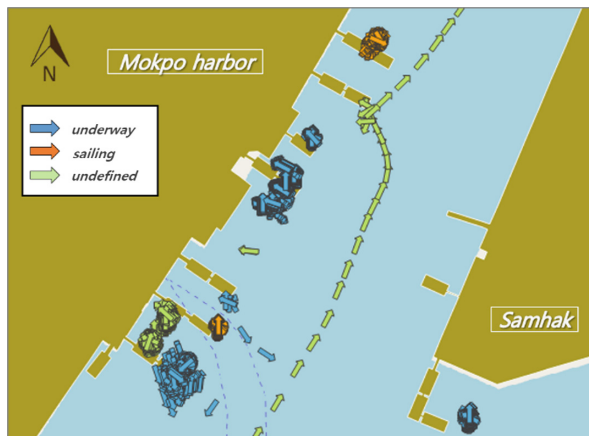 N
Mokpo harbor
underway
sailing
undefined
Samhak